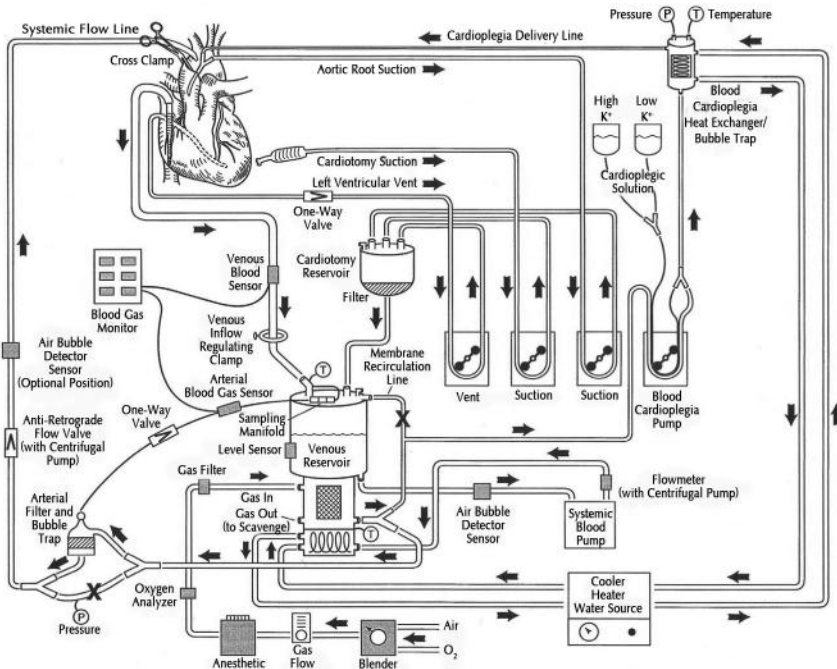 Pressure P T Temperature
Systemic Flow Line
Cardioplegia Delivery Line
Cross Clamp
Aortic Root Suction
Blood
Cardioplegia
Heat Exchanger/
Bubble Trap
High
K+
Low
K+
Cardioplegic
Solution
Cardiotomy Suction
Left Ventricular Vent
One-Way
Valve
Venous
Blood
Sensor
Cardiotomy
Reservoir
Filter
Blood Gas
Monitor
Venous
Inflow
Regulating
Clamp
T
Membrane
Recirculation
Line
Air Bubble
Detector
Sensor
(Optional Position)
Arterial
Blood Gas Sensor
Vent
Suction
Suction
Blood
Cardioplegia
Pump
One-Way
Valve
Sampling
Manifold
X
Anti-Retrograde
Flow Valve
(with Centrifugal
Pump)
Level Sensor
Venous
Reservoir
Gas Filter
Gas In
Gas Out
(to Scavenge)
T
Flowmeter
(with Centrifugal Pump)
Air Bubble
Detector
Sensor
Systemic
Blood
Pump
Arterial
Filter and
Bubble
Trap
X
P
Pressure
Oxygen
Analyzer
Cooler
Heater
Water Source
Anesthetic
Gas
Flow
Blender
Air
O2